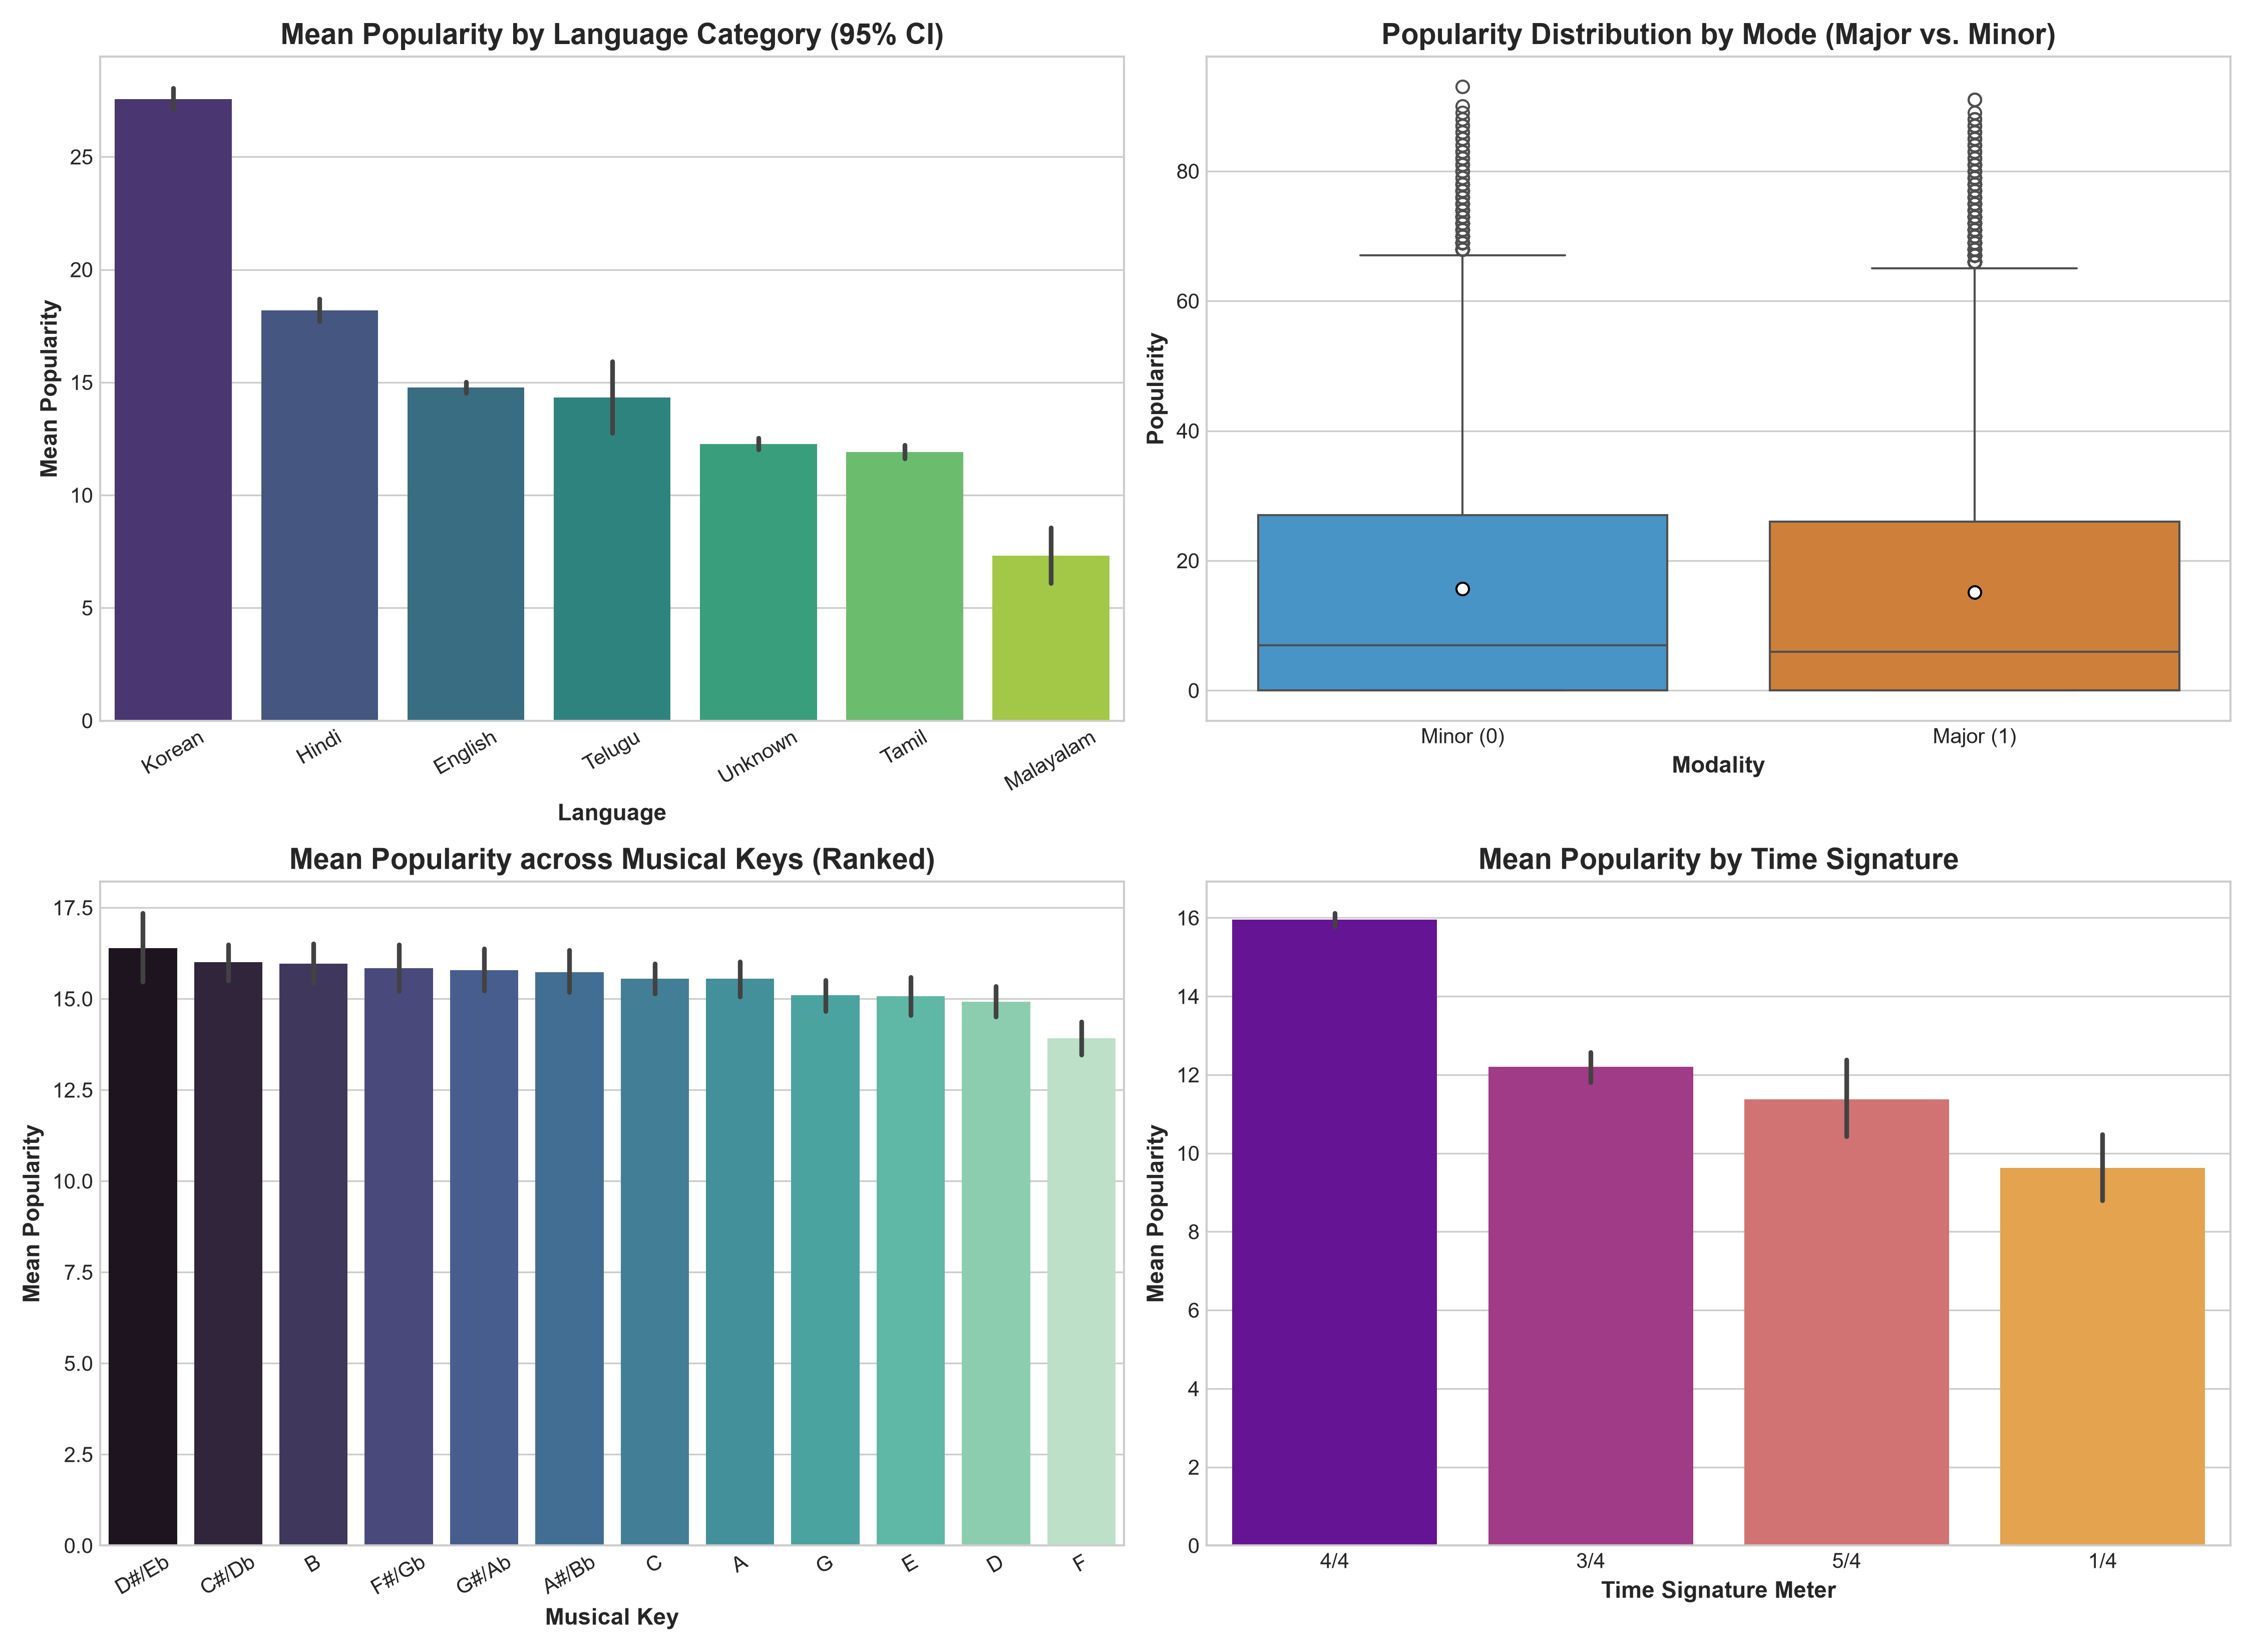 Mean Popularity by Language Category (95% CI)
Mean Popularity
25
20
15
10
5
0
Korean
Hindi
English
Telugu
Unknown
Tamil
Malayalam
Language
Popularity Distribution by Mode (Major vs. Minor)
Popularity
80
60
40
20
0
Minor (0)
Major (1)
Modality
Mean Popularity across Musical Keys (Ranked)
Mean Popularity
17.5
15.0
12.5
10.0
7.5
5.0
2.5
0.0
D#/Eb
C#/Db
B
F#/Gb
G#/Ab
A#/Bb
C
A
G
E
D
F
Musical Key
Mean Popularity by Time Signature
Mean Popularity
16
14
12
10
8
6
4
2
0
4/4
3/4
5/4
1/4
Time Signature Meter